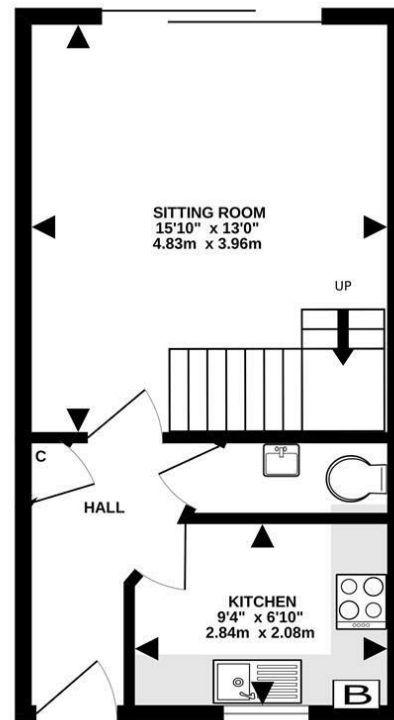 SITTING ROOM
15'10" x 13'0"
4.83m x 3.96m
UP
C
HALL
KITCHEN
9'4" x 6'10"
2.84m x 2.08m
B